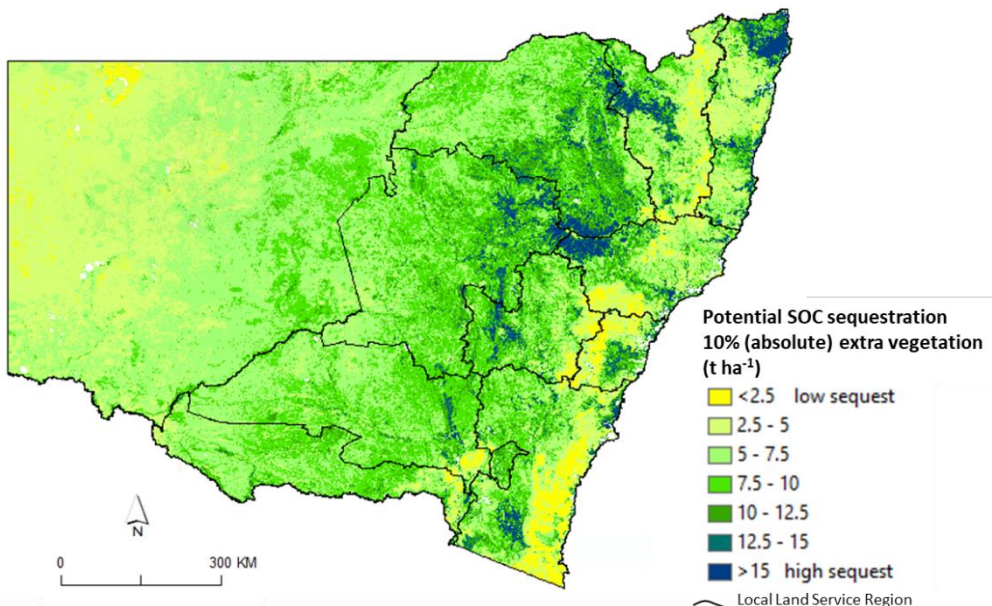 Potential SOC sequestration
10% (absolute) extra vegetation
(t ha⁻¹)
<2.5 low sequest
2.5 - 5
5 - 7.5
7.5 - 10
10 - 12.5
12.5 - 15
>15 high sequest
Local Land Service Region
N
0 300 KM